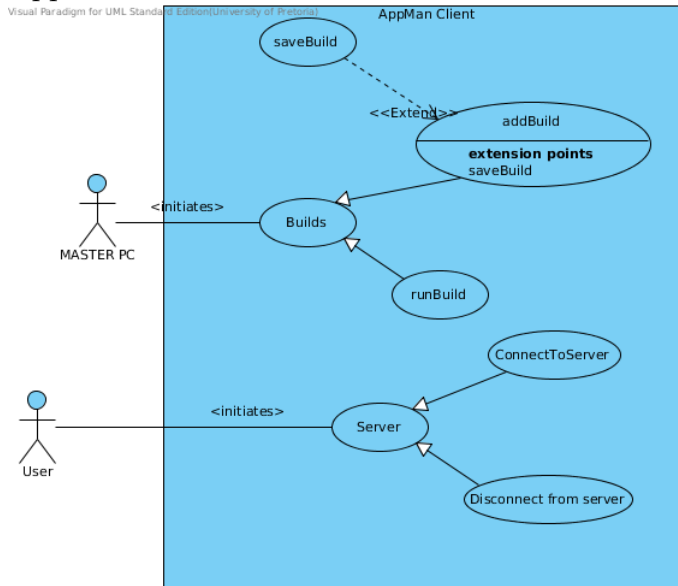 Visual Paradigm for UML Standard Edition(University of Pretoria)
AppMan Client
saveBuild
<<Extend>>
addBuild
extension points
saveBuild
<initiates>
Builds
MASTER PC
runBuild
ConnectToServer
<initiates>
Server
User
Disconnect from server